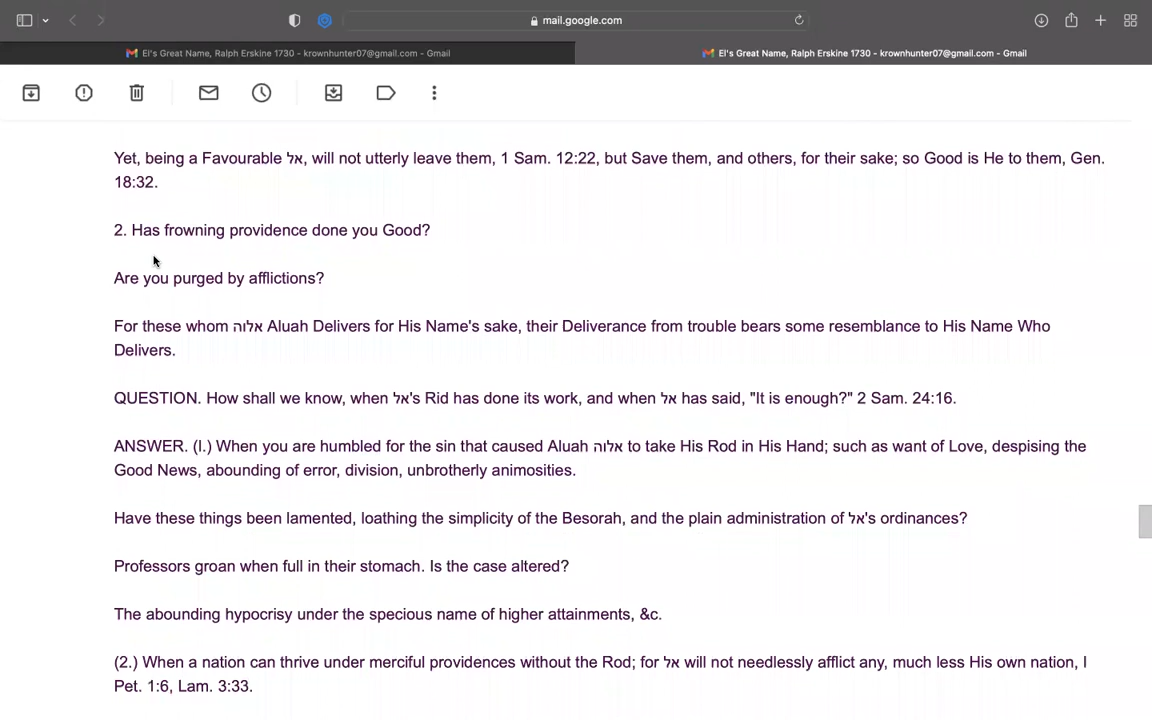 mail.google.com
El's Great Name, Ralph Erskine 1730 - krownhunter07@gmail.com - Gmail
El's Great Name, Ralph Erskine 1730 - krownhunter07@gmail.com - Gmail
Yet, being a Favourable אל, will not utterly leave them, 1 Sam. 12:22, but Save them, and others, for their sake; so Good is He to them, Gen.
18:32.
2. Has frowning providence done you Good?
Are you purged by afflictions?
For these whom אלוה Aluah Delivers for His Name's sake, their Deliverance from trouble bears some resemblance to His Name Who
Delivers.
QUESTION. How shall we know, when אל's Rid has done its work, and when אל has said, "It is enough?" 2 Sam. 24:16.
ANSWER. (I.) When you are humbled for the sin that caused Aluah אלוה to take His Rod in His Hand; such as want of Love, despising the
Good News, abounding of error, division, unbrotherly animosities.
Have these things been lamented, loathing the simplicity of the Besorah, and the plain administration of אל's ordinances?
Professors groan when full in their stomach. Is the case altered?
The abounding hypocrisy under the specious name of higher attainments, &c.
(2.) When a nation can thrive under merciful providences without the Rod; for אל will not needlessly afflict any, much less His own nation, I
Pet. 1:6, Lam. 3:33.